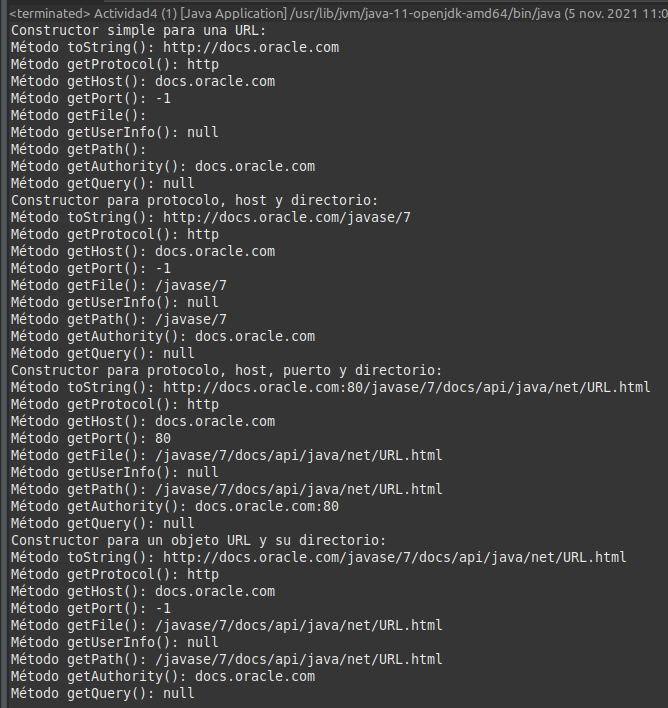 <terminated> Actividad4 (1) [Java Application] /usr/lib/jvm/java-11-openjdk-amd64/bin/java (5 nov. 2021 11:0
Constructor simple para una URL:
Método toString(): http://docs.oracle.com
Método getProtocol(): http
Método getHost(): docs.oracle.com
Método getPort(): -1
Método getFile():
Método getUserInfo(): null
Método getPath():
Método getAuthority(): docs.oracle.com
Método getQuery(): null
Constructor para protocolo, host y directorio:
Método toString(): http://docs.oracle.com/javase/7
Método getProtocol(): http
Método getHost(): docs.oracle.com
Método getPort(): -1
Método getFile(): /javase/7
Método getUserInfo(): null
Método getPath(): /javase/7
Método getAuthority(): docs.oracle.com
Método getQuery(): null
Constructor para protocolo, host, puerto y directorio:
Método toString(): http://docs.oracle.com:80/javase/7/docs/api/java/net/URL.html
Método getProtocol(): http
Método getHost(): docs.oracle.com
Método getPort(): 80
Método getFile(): /javase/7/docs/api/java/net/URL.html
Método getUserInfo(): null
Método getPath(): /javase/7/docs/api/java/net/URL.html
Método getAuthority(): docs.oracle.com:80
Método getQuery(): null
Constructor para un objeto URL y su directorio:
Método toString(): http://docs.oracle.com/javase/7/docs/api/java/net/URL.html
Método getProtocol(): http
Método getHost(): docs.oracle.com
Método getPort(): -1
Método getFile(): /javase/7/docs/api/java/net/URL.html
Método getUserInfo(): null
Método getPath(): /javase/7/docs/api/java/net/URL.html
Método getAuthority(): docs.oracle.com
Método getQuery(): null